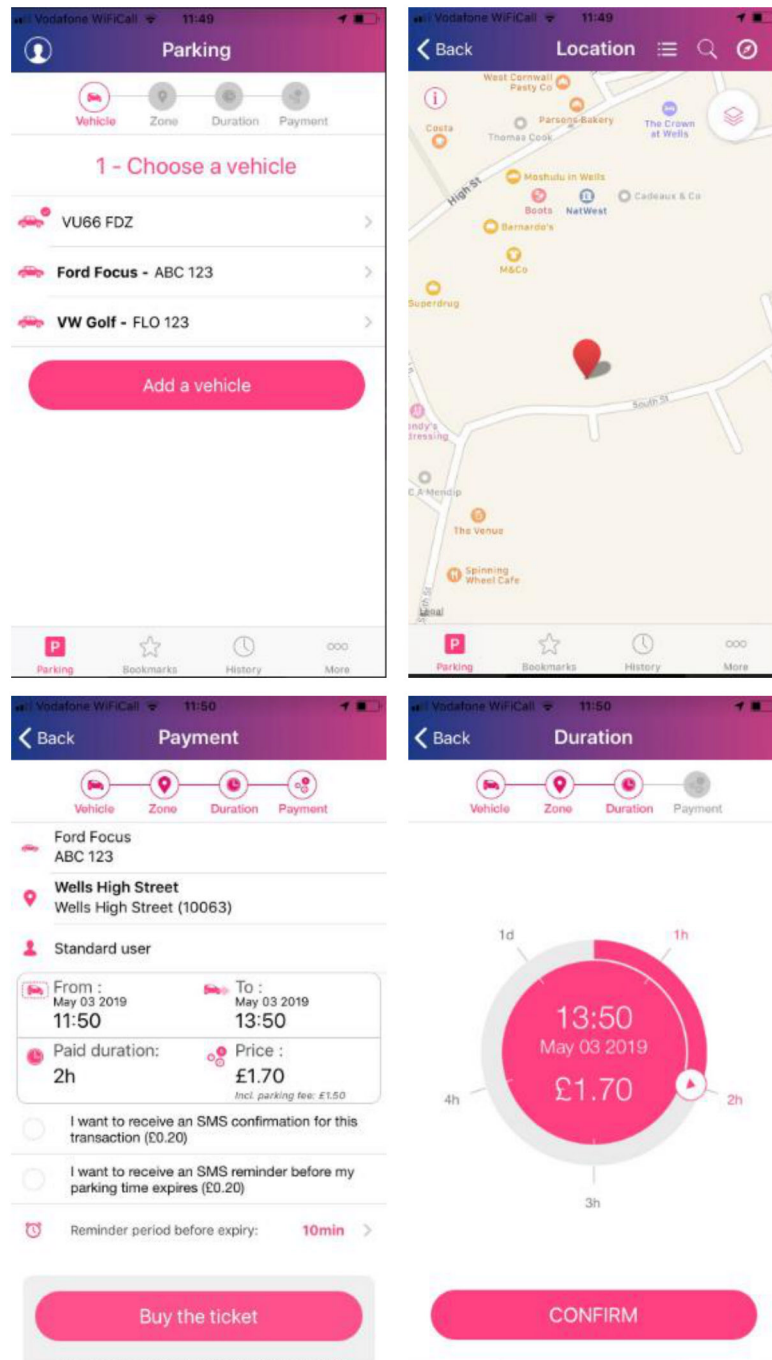 Vodafone WiFiCall 11:49
Parking
Vehicle Zone Duration Payment
1 - Choose a vehicle
VU66 FDZ
Ford Focus - ABC 123
VW Golf - FLO 123
Add a vehicle
Parking Bookmarks History More
Vodafone WiFiCall 11:49
Back Location
West Cornwall
Pasty Co
Costa
Parsons Bakery
The Crown
at Wells
Thomas Cook
High St
Moshulu in Wells
Boots
NatWest
Cadeaux & Co
Barnardo's
M&Co
Superdrug
South St
C A Mendip
The Venue
Spinning
Wheel Cafe
Legal
Parking Bookmarks History More
Vodafone WiFiCall 11:50
Back Payment
Vehicle Zone Duration Payment
Ford Focus
ABC 123
Wells High Street
Wells High Street (10063)
Standard user
From : To :
May 03 2019 May 03 2019
11:50 13:50
Paid duration: Price :
2h £1.70
Incl. parking fee: £1.50
I want to receive an SMS confirmation for this
transaction (£0.20)
I want to receive an SMS reminder before my
parking time expires (£0.20)
Reminder period before expiry: 10min
Buy the ticket
Vodafone WiFiCall 11:50
Back Duration
Vehicle Zone Duration Payment
1d 1h
13:50
May 03 2019
£1.70
4h 2h
3h
CONFIRM